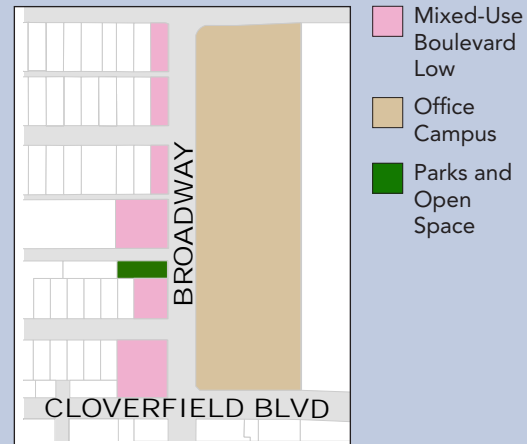 Mixed-Use
Boulevard
Low
Office
Campus
Parks and
Open
Space
BROADWAY
CLOVERFIELD BLVD